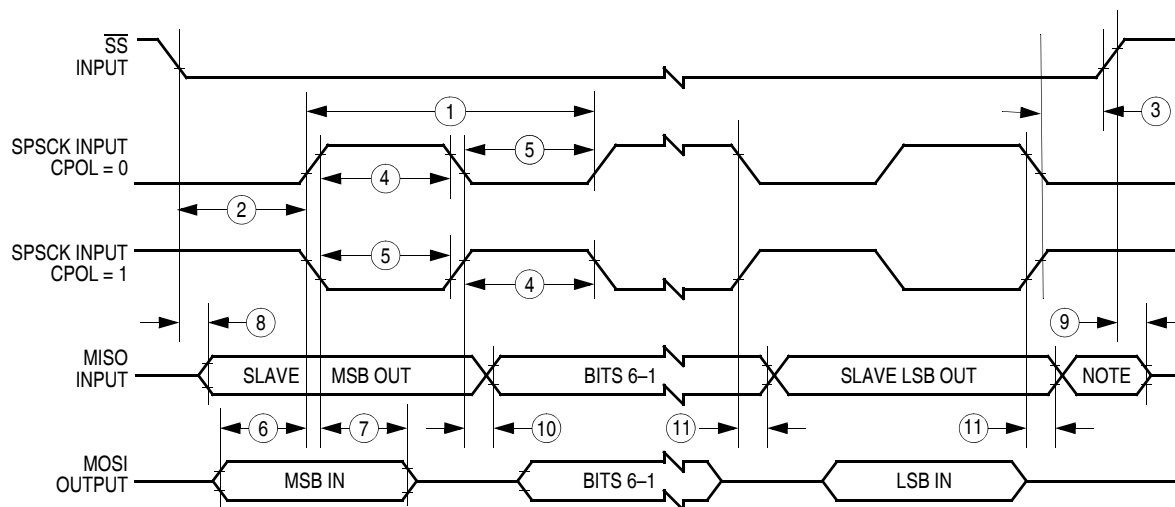 SS
INPUT
1
3
SPSCK INPUT
CPOL = 0
5
4
2
SPSCK INPUT
CPOL = 1
5
4
8
9
MISO
INPUT
SLAVE MSB OUT
BITS 6–1
SLAVE LSB OUT
NOTE
6
7
10
11
11
MOSI
OUTPUT
MSB IN
BITS 6–1
LSB IN